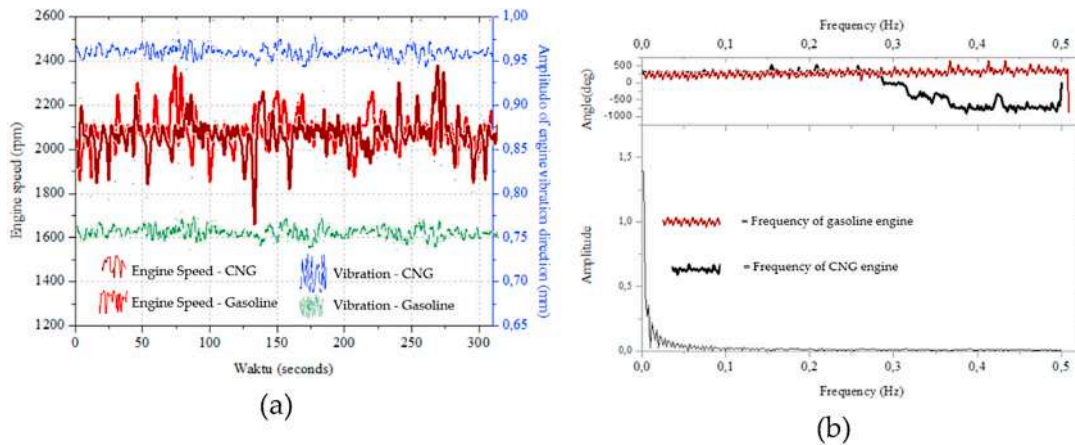 2600
2400
2200
2000
1800
1600
1400
1200
Engine speed (rpm)
1,00
0,95
0,90
0,85
0,80
0,75
0,70
0,65
Amplitudo of engine vibration direction (mm)
Engine Speed - CNG
Engine Speed - Gasoline
Vibration - CNG
Vibration - Gasoline
0 50 100 150 200 250 300
Waktu (seconds)
(a)
Frequency (Hz)
0,0 0,1 0,2 0,3 0,4 0,5
500
0
-500
-1000
Angle(deg)
1,5
1,0
0,5
0,0
Amplitude
= Frequency of gasoline engine
= Frequency of CNG engine
0,0 0,1 0,2 0,3 0,4 0,5
Frequency (Hz)
(b)